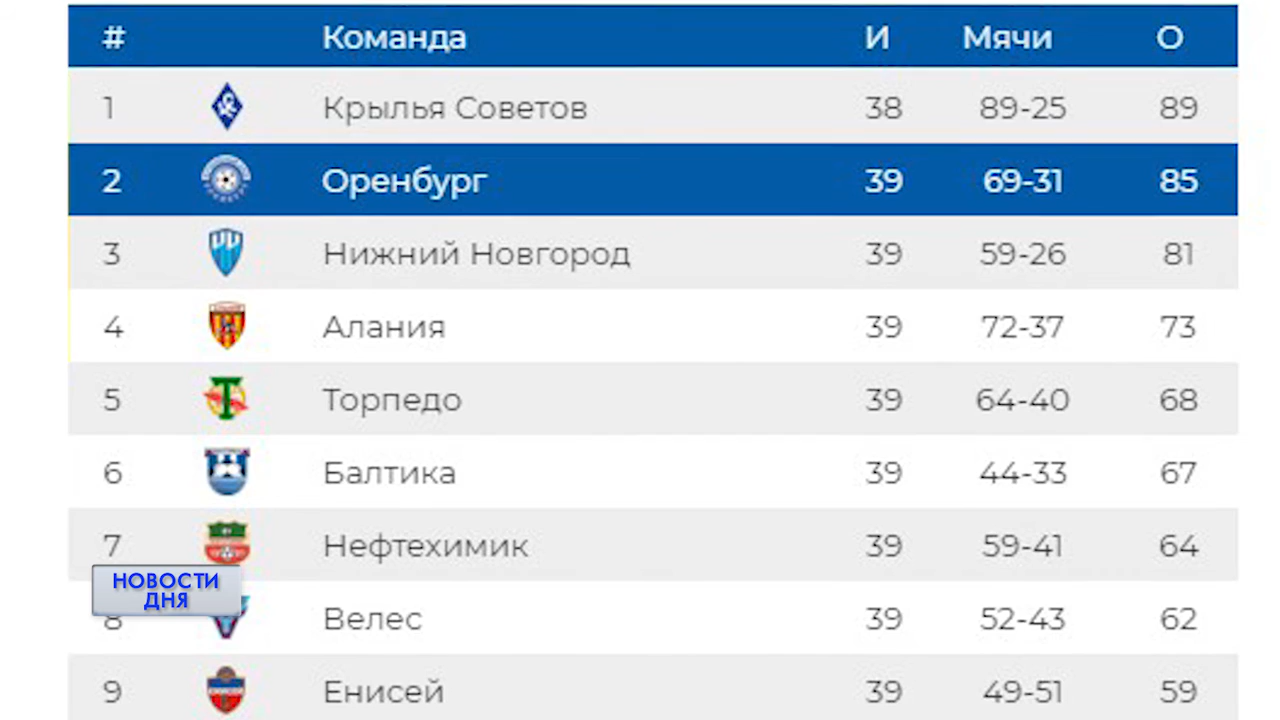 # Команда И Мячи О
1 Крылья Советов 38 89-25 89
2 Оренбург 39 69-31 85
3 Нижний Новгород 39 59-26 81
4 Алания 39 72-37 73
5 Торпедо 39 64-40 68
6 Балтика 39 44-33 67
7 Нефтехимик 39 59-41 64
НОВОСТИ
ДНЯ
8 Велес 39 52-43 62
9 Енисей 39 49-51 59